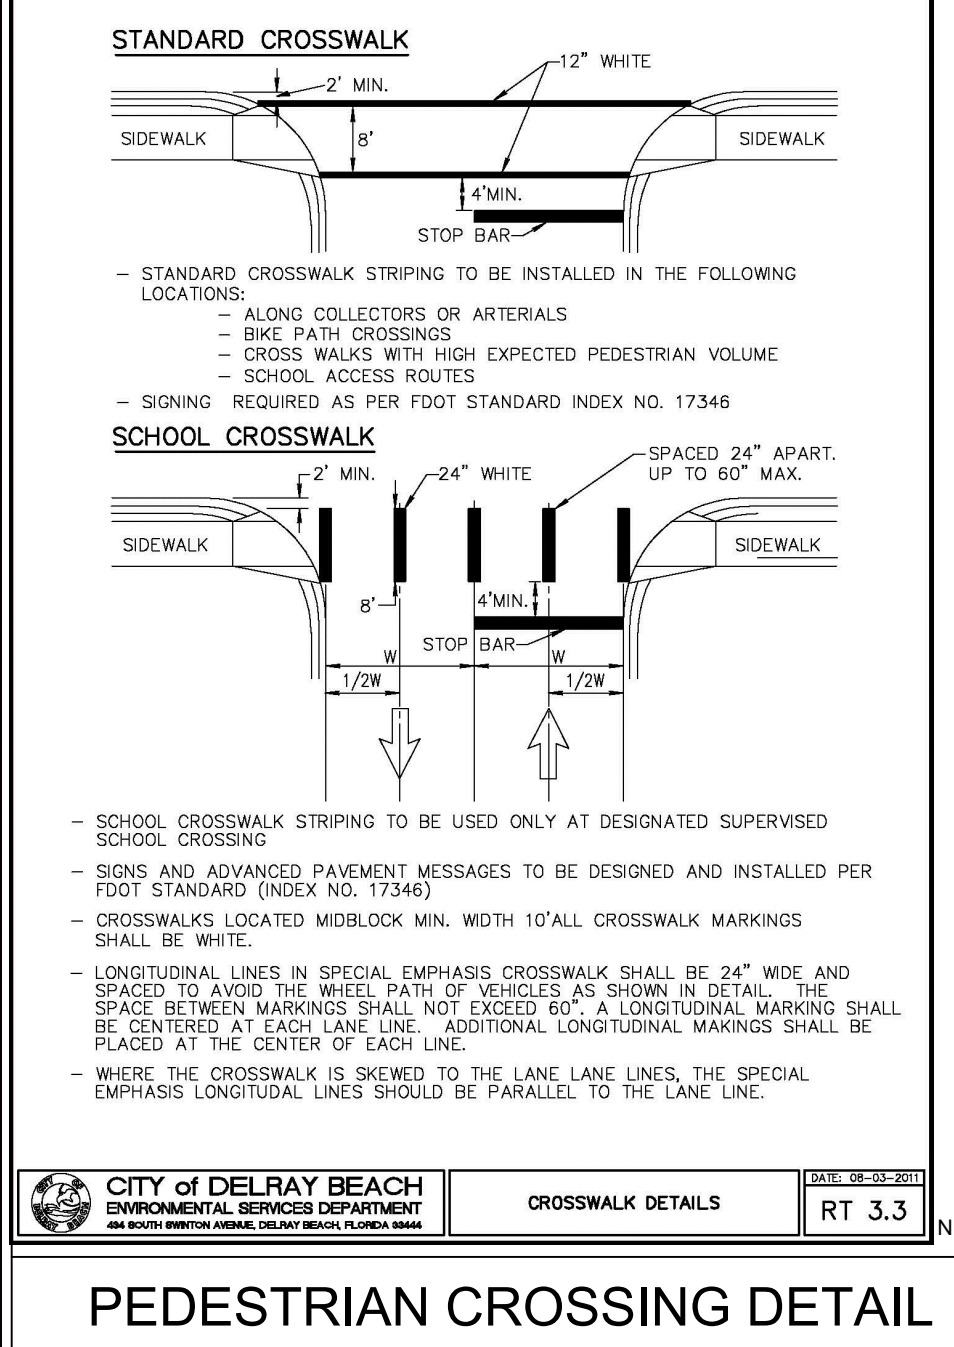 STANDARD CROSSWALK
12" WHITE
2' MIN.
SIDEWALK
8'
SIDEWALK
4'MIN.
STOP BAR
– STANDARD CROSSWALK STRIPING TO BE INSTALLED IN THE FOLLOWING
LOCATIONS:
– ALONG COLLECTORS OR ARTERIALS
– BIKE PATH CROSSINGS
– CROSS WALKS WITH HIGH EXPECTED PEDESTRIAN VOLUME
– SCHOOL ACCESS ROUTES
– SIGNING REQUIRED AS PER FDOT STANDARD INDEX NO. 17346
SCHOOL CROSSWALK
SPACED 24" APART.
UP TO 60" MAX.
2' MIN.
24" WHITE
SIDEWALK
SIDEWALK
8'
4'MIN.
STOP BAR
W
W
1/2W
1/2W
– SCHOOL CROSSWALK STRIPING TO BE USED ONLY AT DESIGNATED SUPERVISED
SCHOOL CROSSING
– SIGNS AND ADVANCED PAVEMENT MESSAGES TO BE DESIGNED AND INSTALLED PER
FDOT STANDARD (INDEX NO. 17346)
– CROSSWALKS LOCATED MIDBLOCK MIN. WIDTH 10'ALL CROSSWALK MARKINGS
SHALL BE WHITE.
– LONGITUDINAL LINES IN SPECIAL EMPHASIS CROSSWALK SHALL BE 24" WIDE AND
SPACED TO AVOID THE WHEEL PATH OF VEHICLES AS SHOWN IN DETAIL. THE
SPACE BETWEEN MARKINGS SHALL NOT EXCEED 60". A LONGITUDINAL MARKING SHALL
BE CENTERED AT EACH LANE LINE. ADDITIONAL LONGITUDINAL MAKINGS SHALL BE
PLACED AT THE CENTER OF EACH LINE.
– WHERE THE CROSSWALK IS SKEWED TO THE LANE LANE LINES, THE SPECIAL
EMPHASIS LONGITUDAL LINES SHOULD BE PARALLEL TO THE LANE LINE.
CITY OF DELRAY BEACH
CITY of DELRAY BEACH
ENVIRONMENTAL SERVICES DEPARTMENT
434 SOUTH SWINTON AVENUE, DELRAY BEACH, FLORIDA 33444
CROSSWALK DETAILS
DATE: 08-03-2011
RT 3.3
N
PEDESTRIAN CROSSING DETAIL